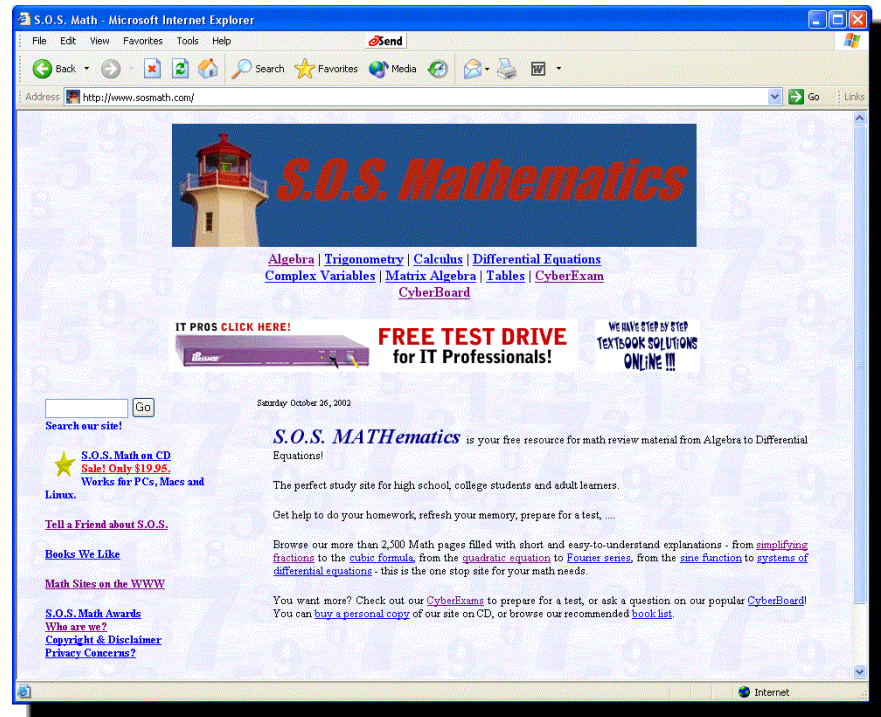 S.O.S. Math - Microsoft Internet Explorer
File Edit View Favorites Tools Help
eSend
Back Search Favorites Media
Address http://www.sosmath.com/ Go Links
S.O.S. Mathematics
Algebra | Trigonometry | Calculus | Differential Equations
Complex Variables | Matrix Algebra | Tables | CyberExam
CyberBoard
IT PROS CLICK HERE!
FREE TEST DRIVE
for IT Professionals!
WE HAVE STEP BY STEP
TEXTBOOK SOLUTIONS
ONLINE !!!
Go
Search our site!
S.O.S. Math on CD
Sale! Only $19.95.
Works for PCs, Macs and
Linux.
Tell a Friend about S.O.S.
Books We Like
Math Sites on the WWW
S.O.S. Math Awards
Who are we?
Copyright & Disclaimer
Privacy Concerns?
Saturday October 26, 2002
S.O.S. MATHematics is your free resource for math review material from Algebra to Differential
Equations!
The perfect study site for high school, college students and adult learners.
Get help to do your homework, refresh your memory, prepare for a test, ....
Browse our more than 2,500 Math pages filled with short and easy-to-understand explanations - from simplifying
fractions to the cubic formula, from the quadratic equation to Fourier series, from the sine function to systems of
differential equations - this is the one stop site for your math needs.
You want more? Check out our CyberExams to prepare for a test, or ask a question on our popular CyberBoard!
You can buy a personal copy of our site on CD, or browse our recommended book list.
Internet